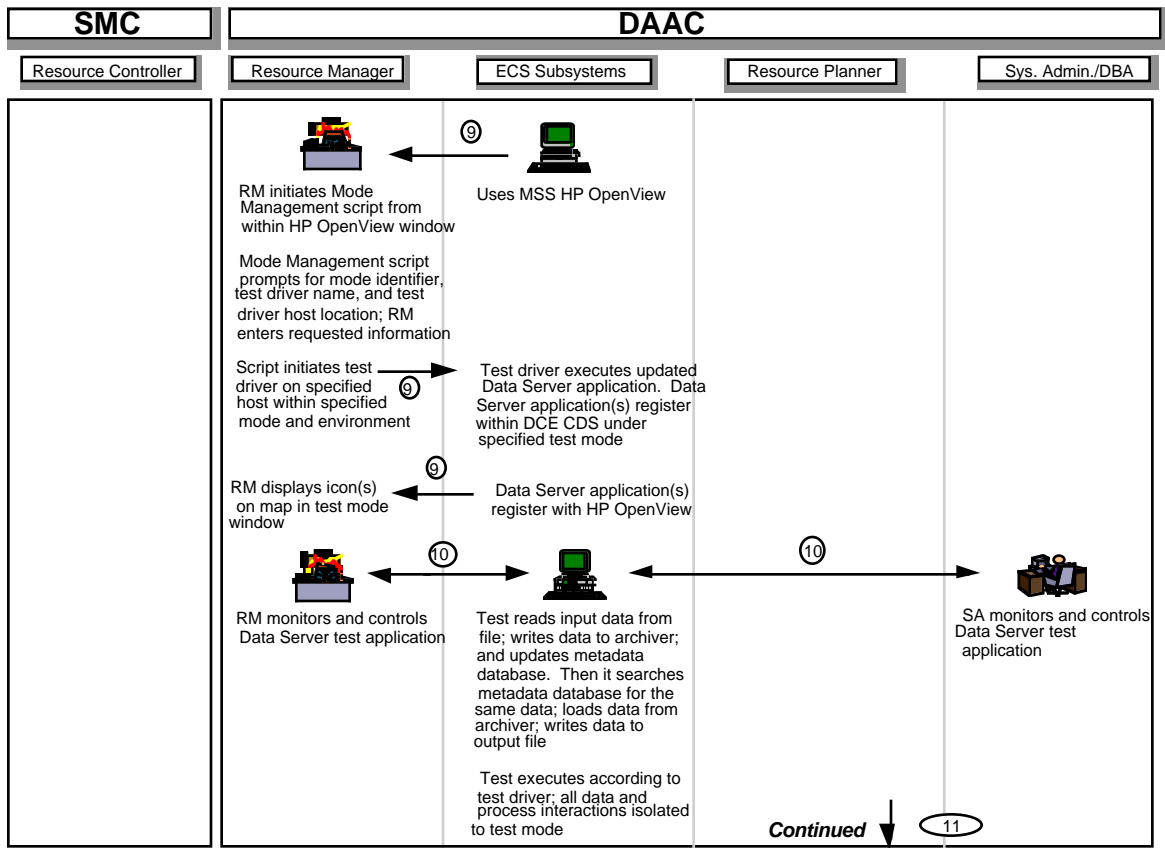 SMC
DAAC
Resource Controller
Resource Manager
ECS Subsystems
Resource Planner
Sys. Admin./DBA
9
RM initiates Mode
Management script from
within HP OpenView window
Uses MSS HP OpenView
Mode Management script
prompts for mode identifier,
test driver name, and test
driver host location; RM
enters requested information
Script initiates test
driver on specified
host within specified
mode and environment
9
Test driver executes updated
Data Server application.  Data
Server application(s) register
within DCE CDS under
specified test mode
9
RM displays icon(s)
on map in test mode
window
Data Server application(s)
register with HP OpenView
10
10
RM monitors and controls
Data Server test application
Test reads input data from
file; writes data to archiver;
and updates metadata
database.  Then it searches
metadata database for the
same data; loads data from
archiver; writes data to
output file
SA monitors and controls
Data Server test
application
Test executes according to
test driver; all data and
process interactions isolated
to test mode
Continued
11